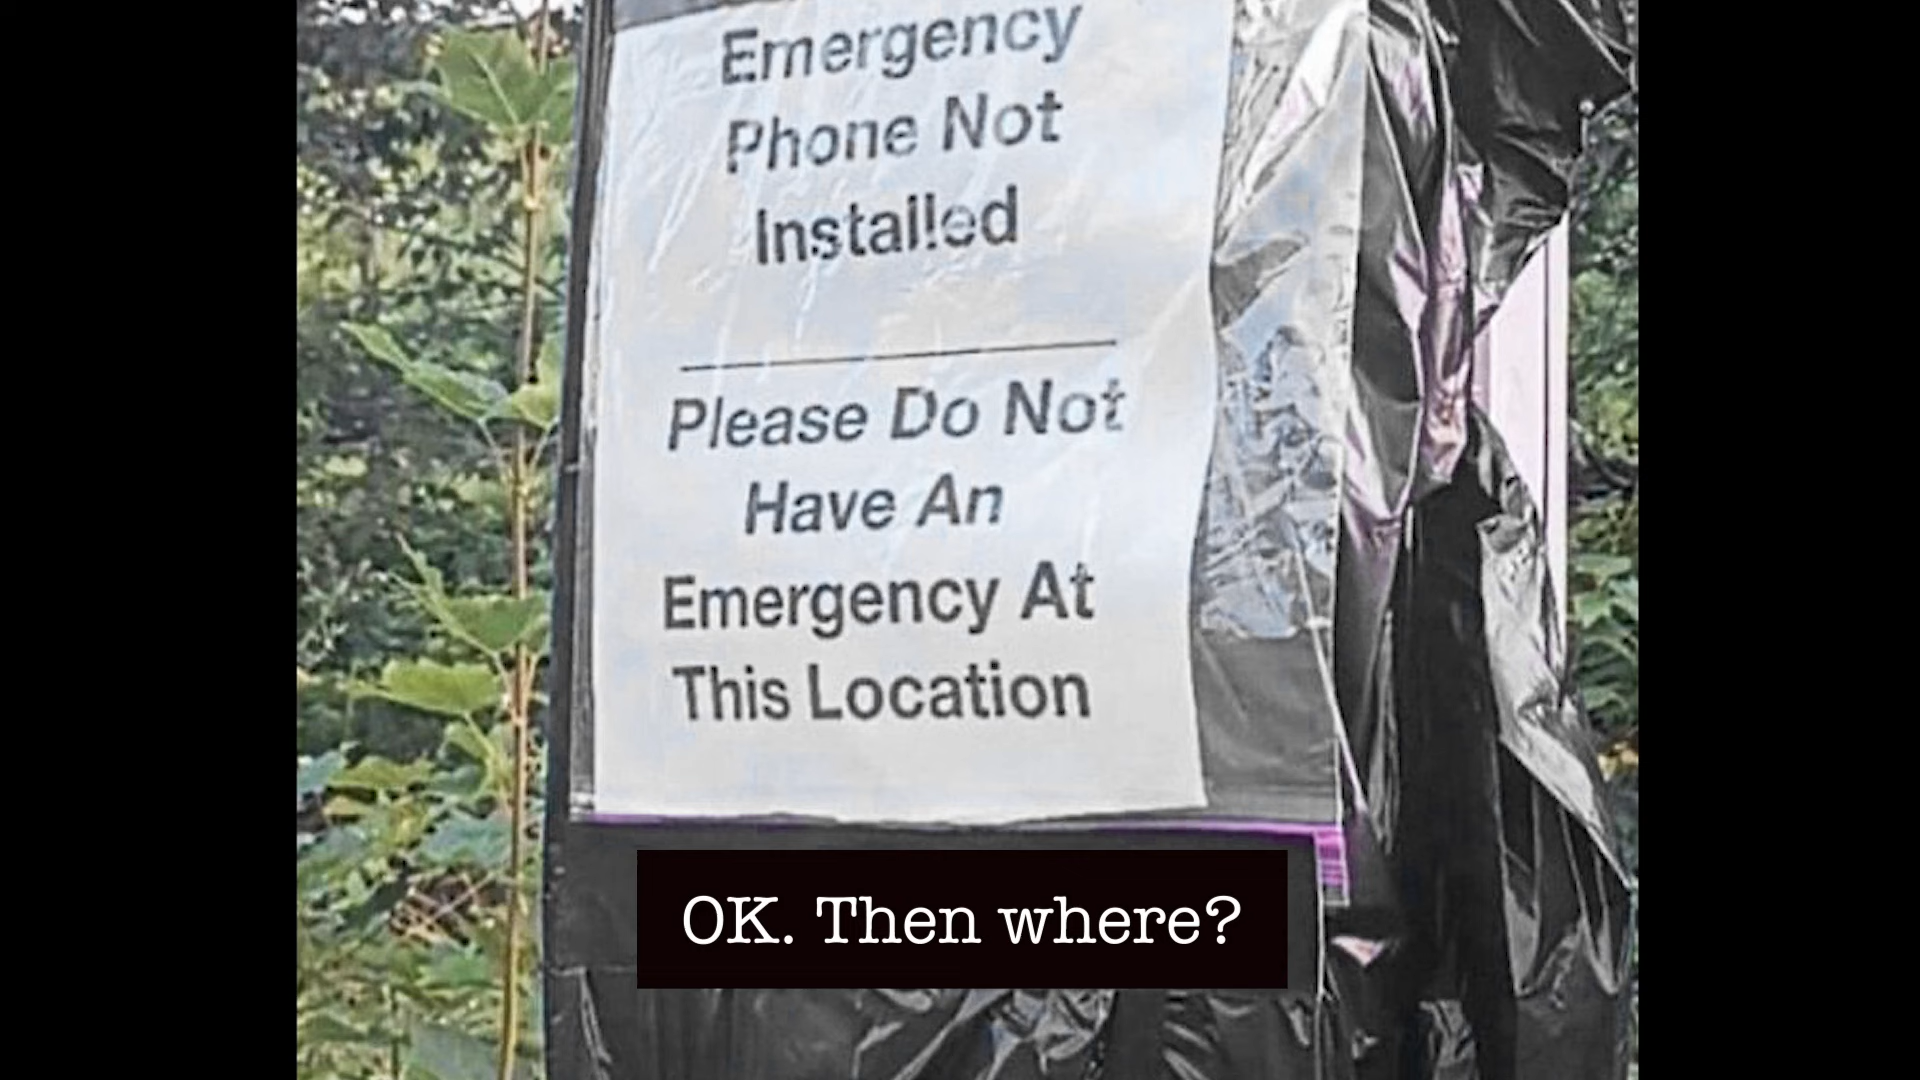 Emergency
Phone Not
Installed
Please Do Not
Have An
Emergency At
This Location
OK. Then where?